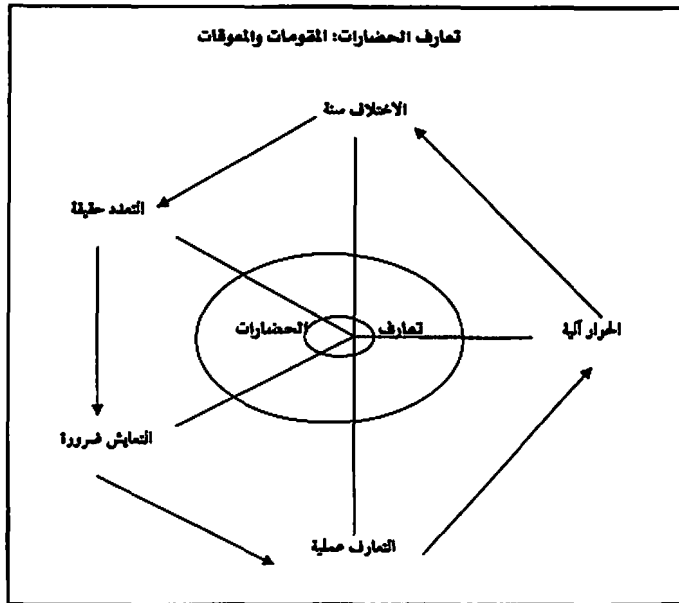 تعارف الحضارات: المقومات والمعوقات
الاختلاف سنة
التعدد حقيقة
الحوار آلية
تعارف الحضارات
التعايش ضرورة
التعارف عملية